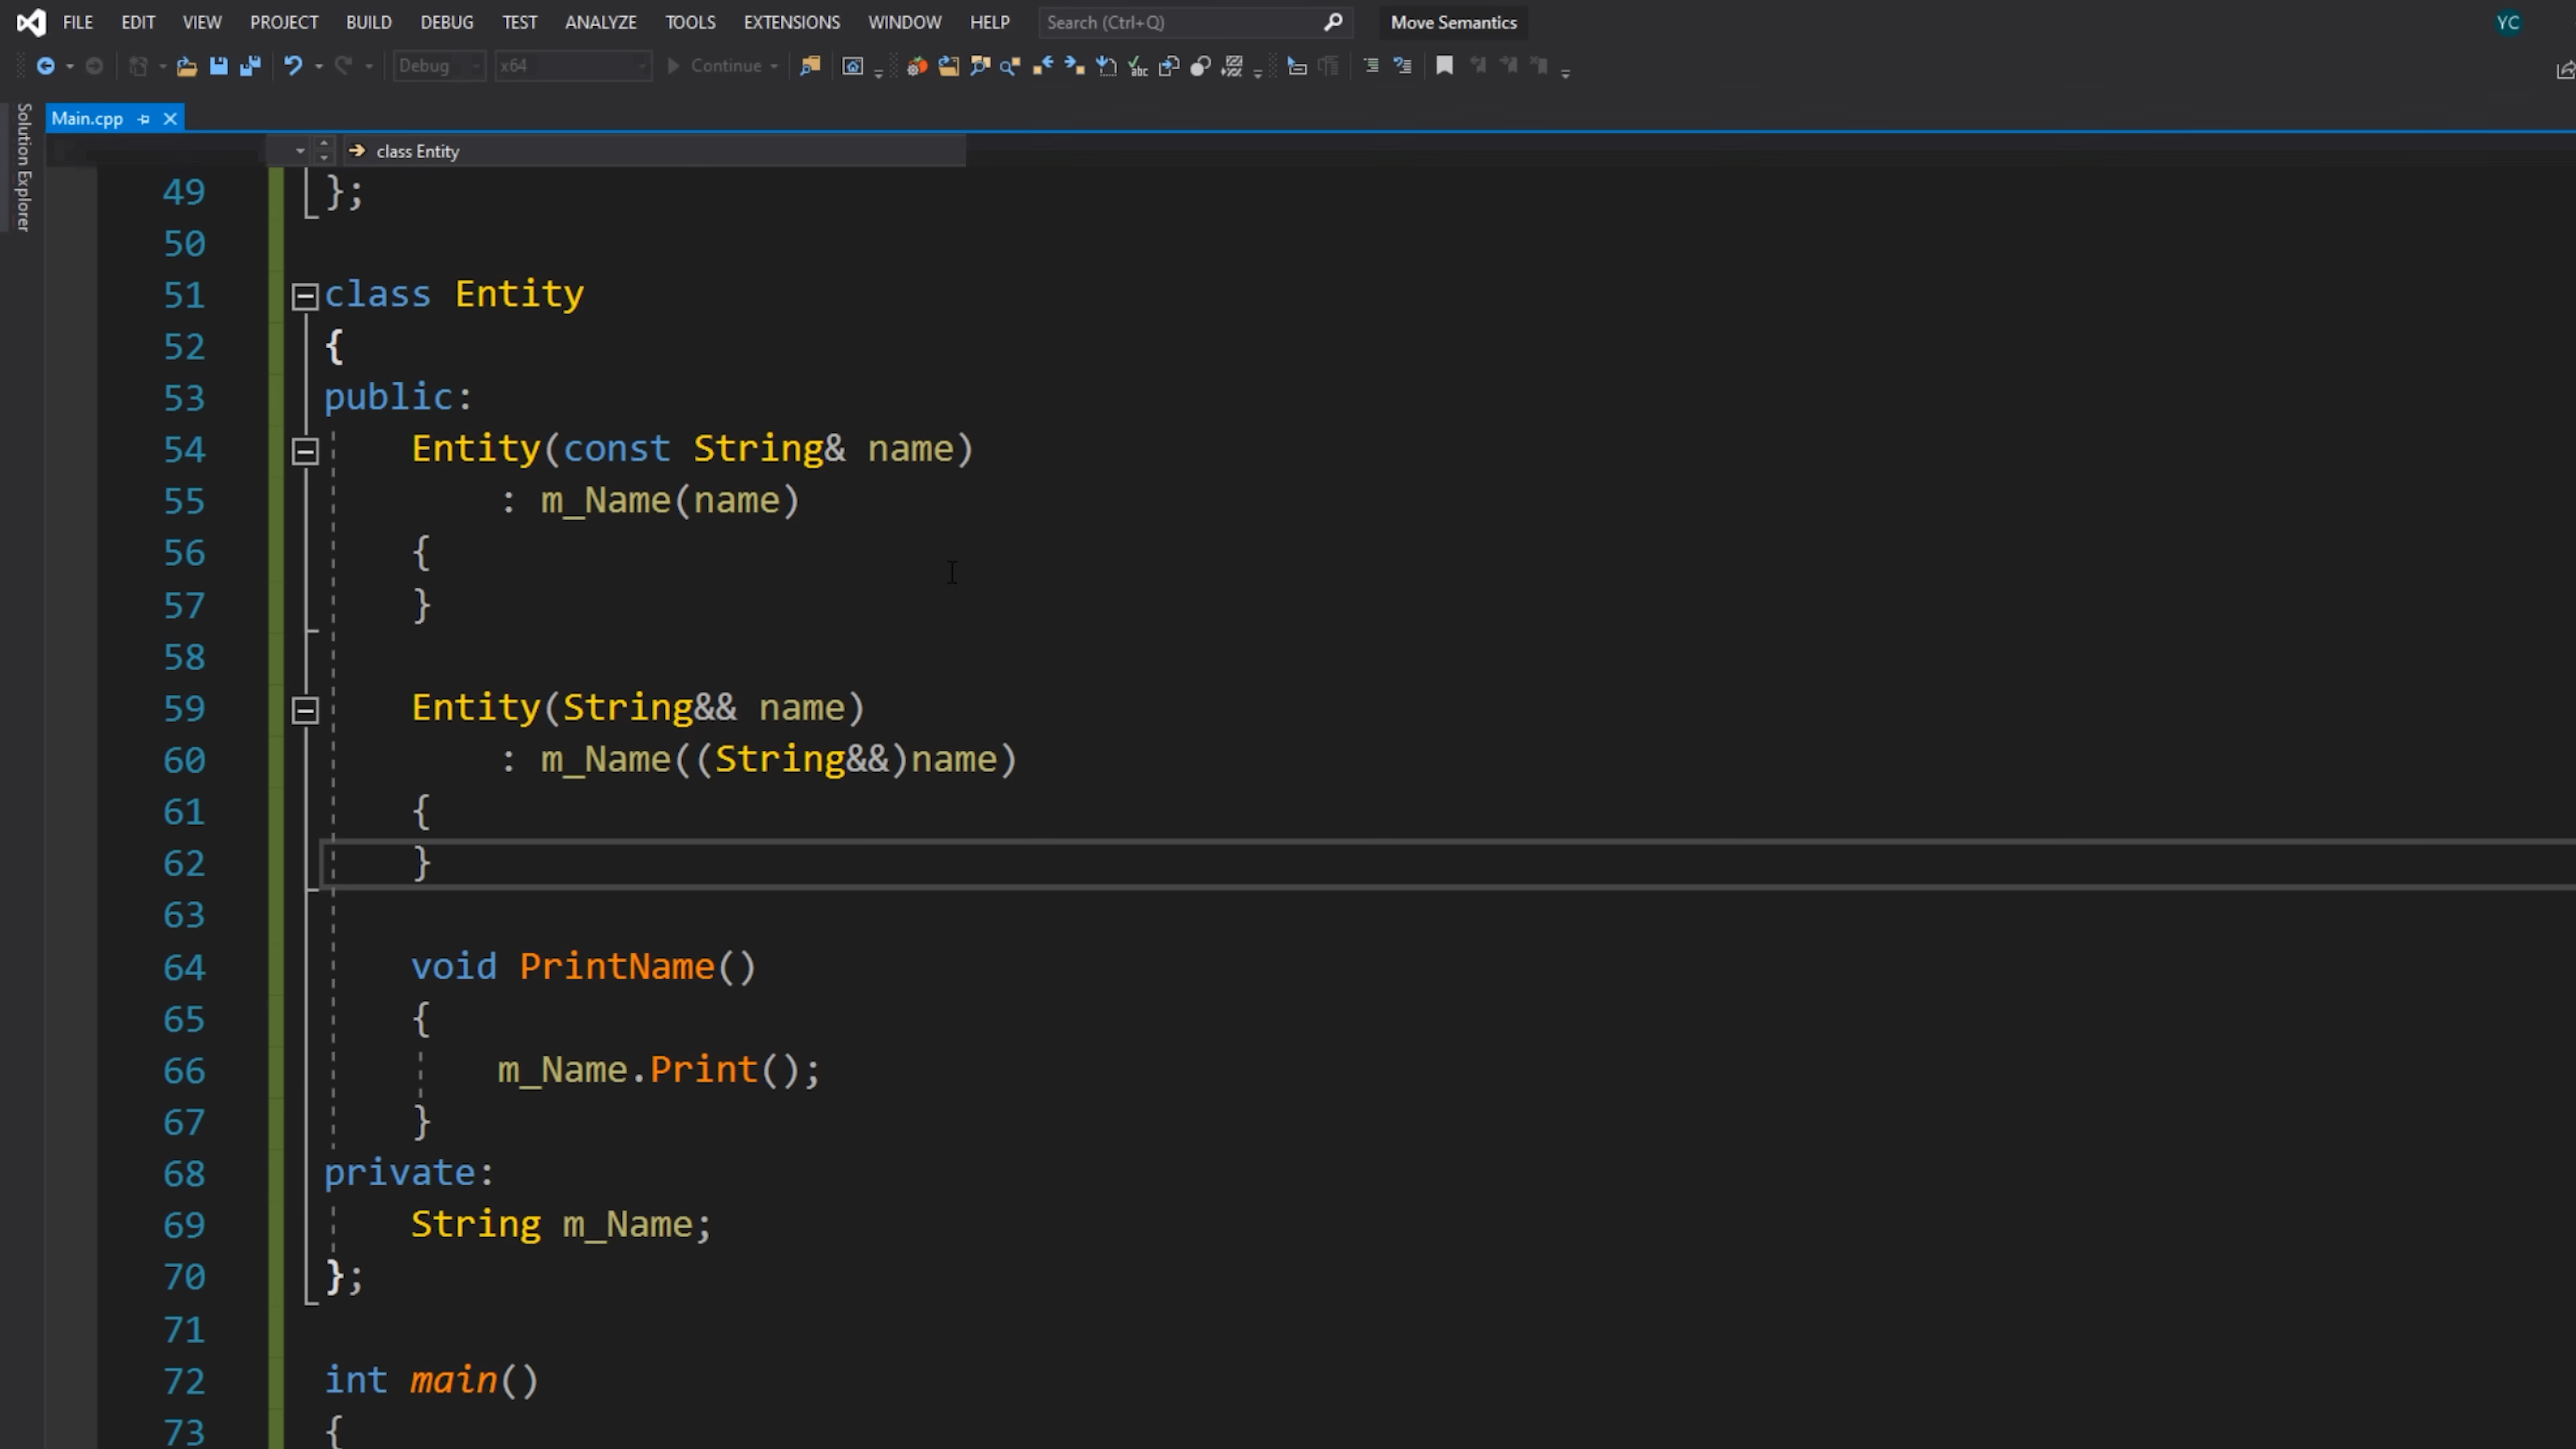 FILE EDIT VIEW PROJECT BUILD DEBUG TEST ANALYZE TOOLS EXTENSIONS WINDOW HELP Search (Ctrl+Q) Move Semantics YC
Debug x64 Continue
Solution Explorer
Main.cpp
class Entity
49 };
50
51 class Entity
52 {
53 public:
54 Entity(const String& name)
55 : m_Name(name)
56 {
57 }
58
59 Entity(String&& name)
60 : m_Name((String&&)name)
61 {
62 }
63
64 void PrintName()
65 {
66 m_Name.Print();
67 }
68 private:
69 String m_Name;
70 };
71
72 int main()
73 {